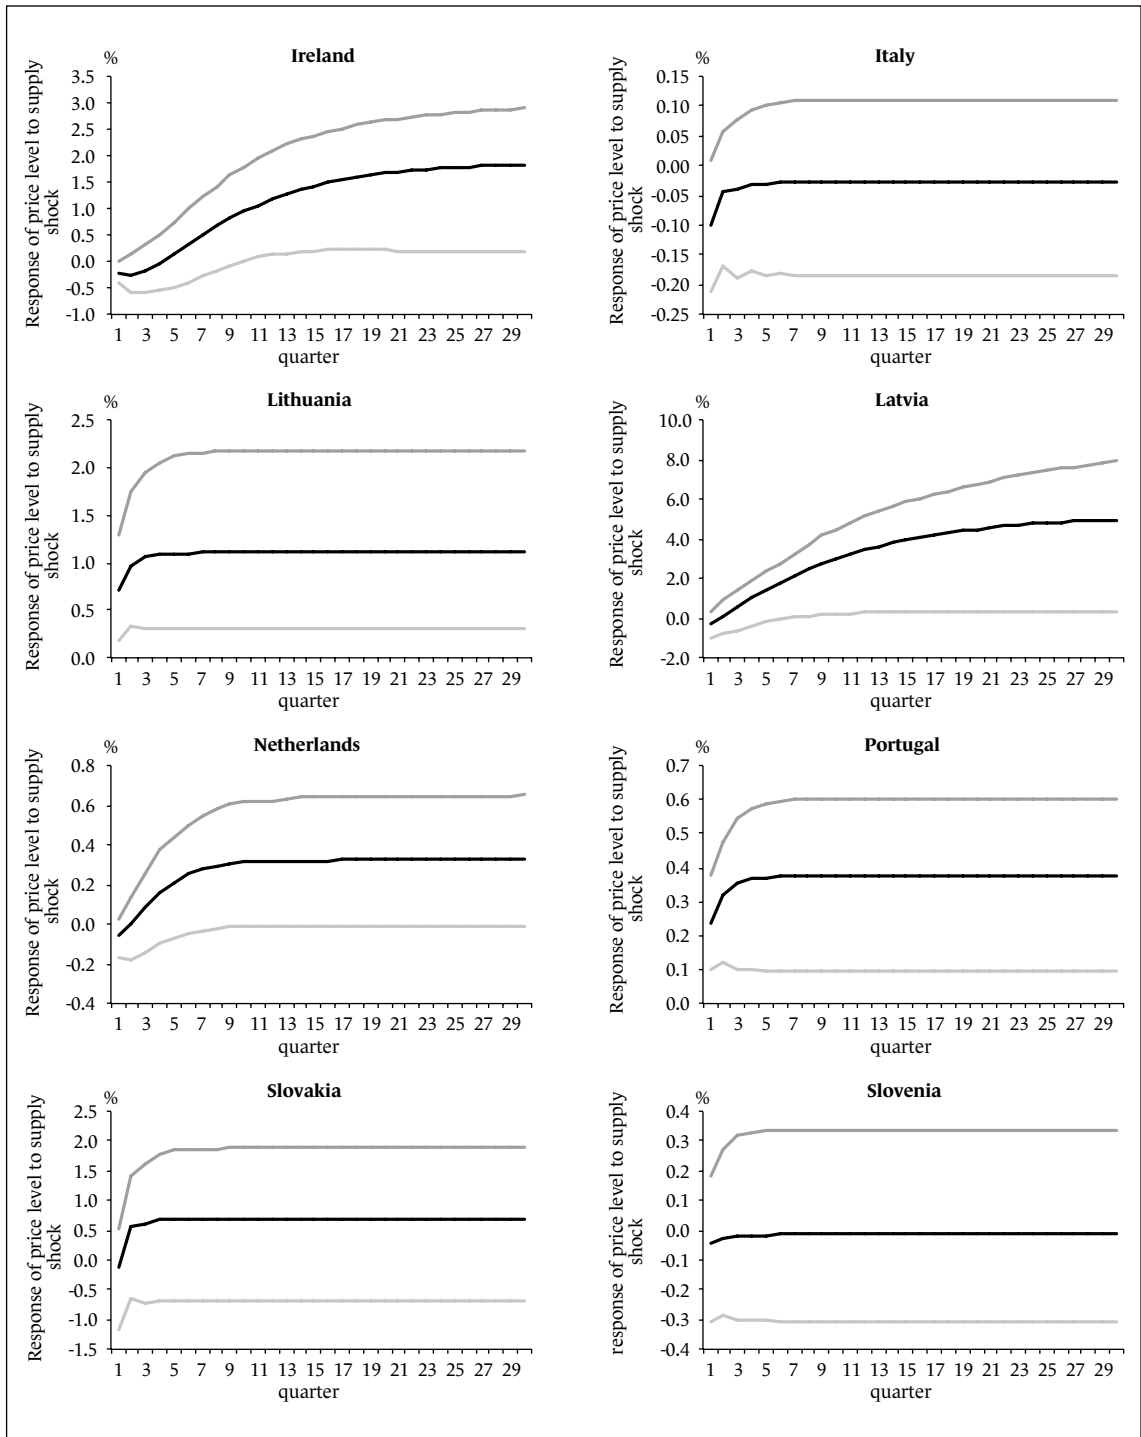 Ireland
%
Response of price level to supply
shock
3.5
3.0
2.5
2.0
1.5
1.0
0.5
0.0
-0.5
-1.0
1 3 5 7 9 11 13 15 17 19 21 23 25 27 29
quarter
Italy
%
Response of price level to supply
shock
0.15
0.10
0.05
0.00
-0.05
-0.10
-0.15
-0.20
-0.25
1 3 5 7 9 11 13 15 17 19 21 23 25 27 29
quarter
Lithuania
%
Response of price level to supply
shock
2.5
2.0
1.5
1.0
0.5
0.0
1 3 5 7 9 11 13 15 17 19 21 23 25 27 29
quarter
Latvia
%
Response of price level to supply
shock
10.0
8.0
6.0
4.0
2.0
0.0
-2.0
1 3 5 7 9 11 13 15 17 19 21 23 25 27 29
quarter
Netherlands
%
Response of price level to supply
shock
0.8
0.6
0.4
0.2
0.0
-0.2
-0.4
1 3 5 7 9 11 13 15 17 19 21 23 25 27 29
quarter
Portugal
%
Response of price level to supply
shock
0.7
0.6
0.5
0.4
0.3
0.2
0.1
0.0
1 3 5 7 9 11 13 15 17 19 21 23 25 27 29
quarter
Slovakia
%
Response of price level to supply
shock
2.5
2.0
1.5
1.0
0.5
0.0
-0.5
-1.0
-1.5
1 3 5 7 9 11 13 15 17 19 21 23 25 27 29
quarter
Slovenia
%
response of price level to supply
shock
0.4
0.3
0.2
0.1
0.0
-0.1
-0.2
-0.3
-0.4
1 3 5 7 9 11 13 15 17 19 21 23 25 27 29
quarter